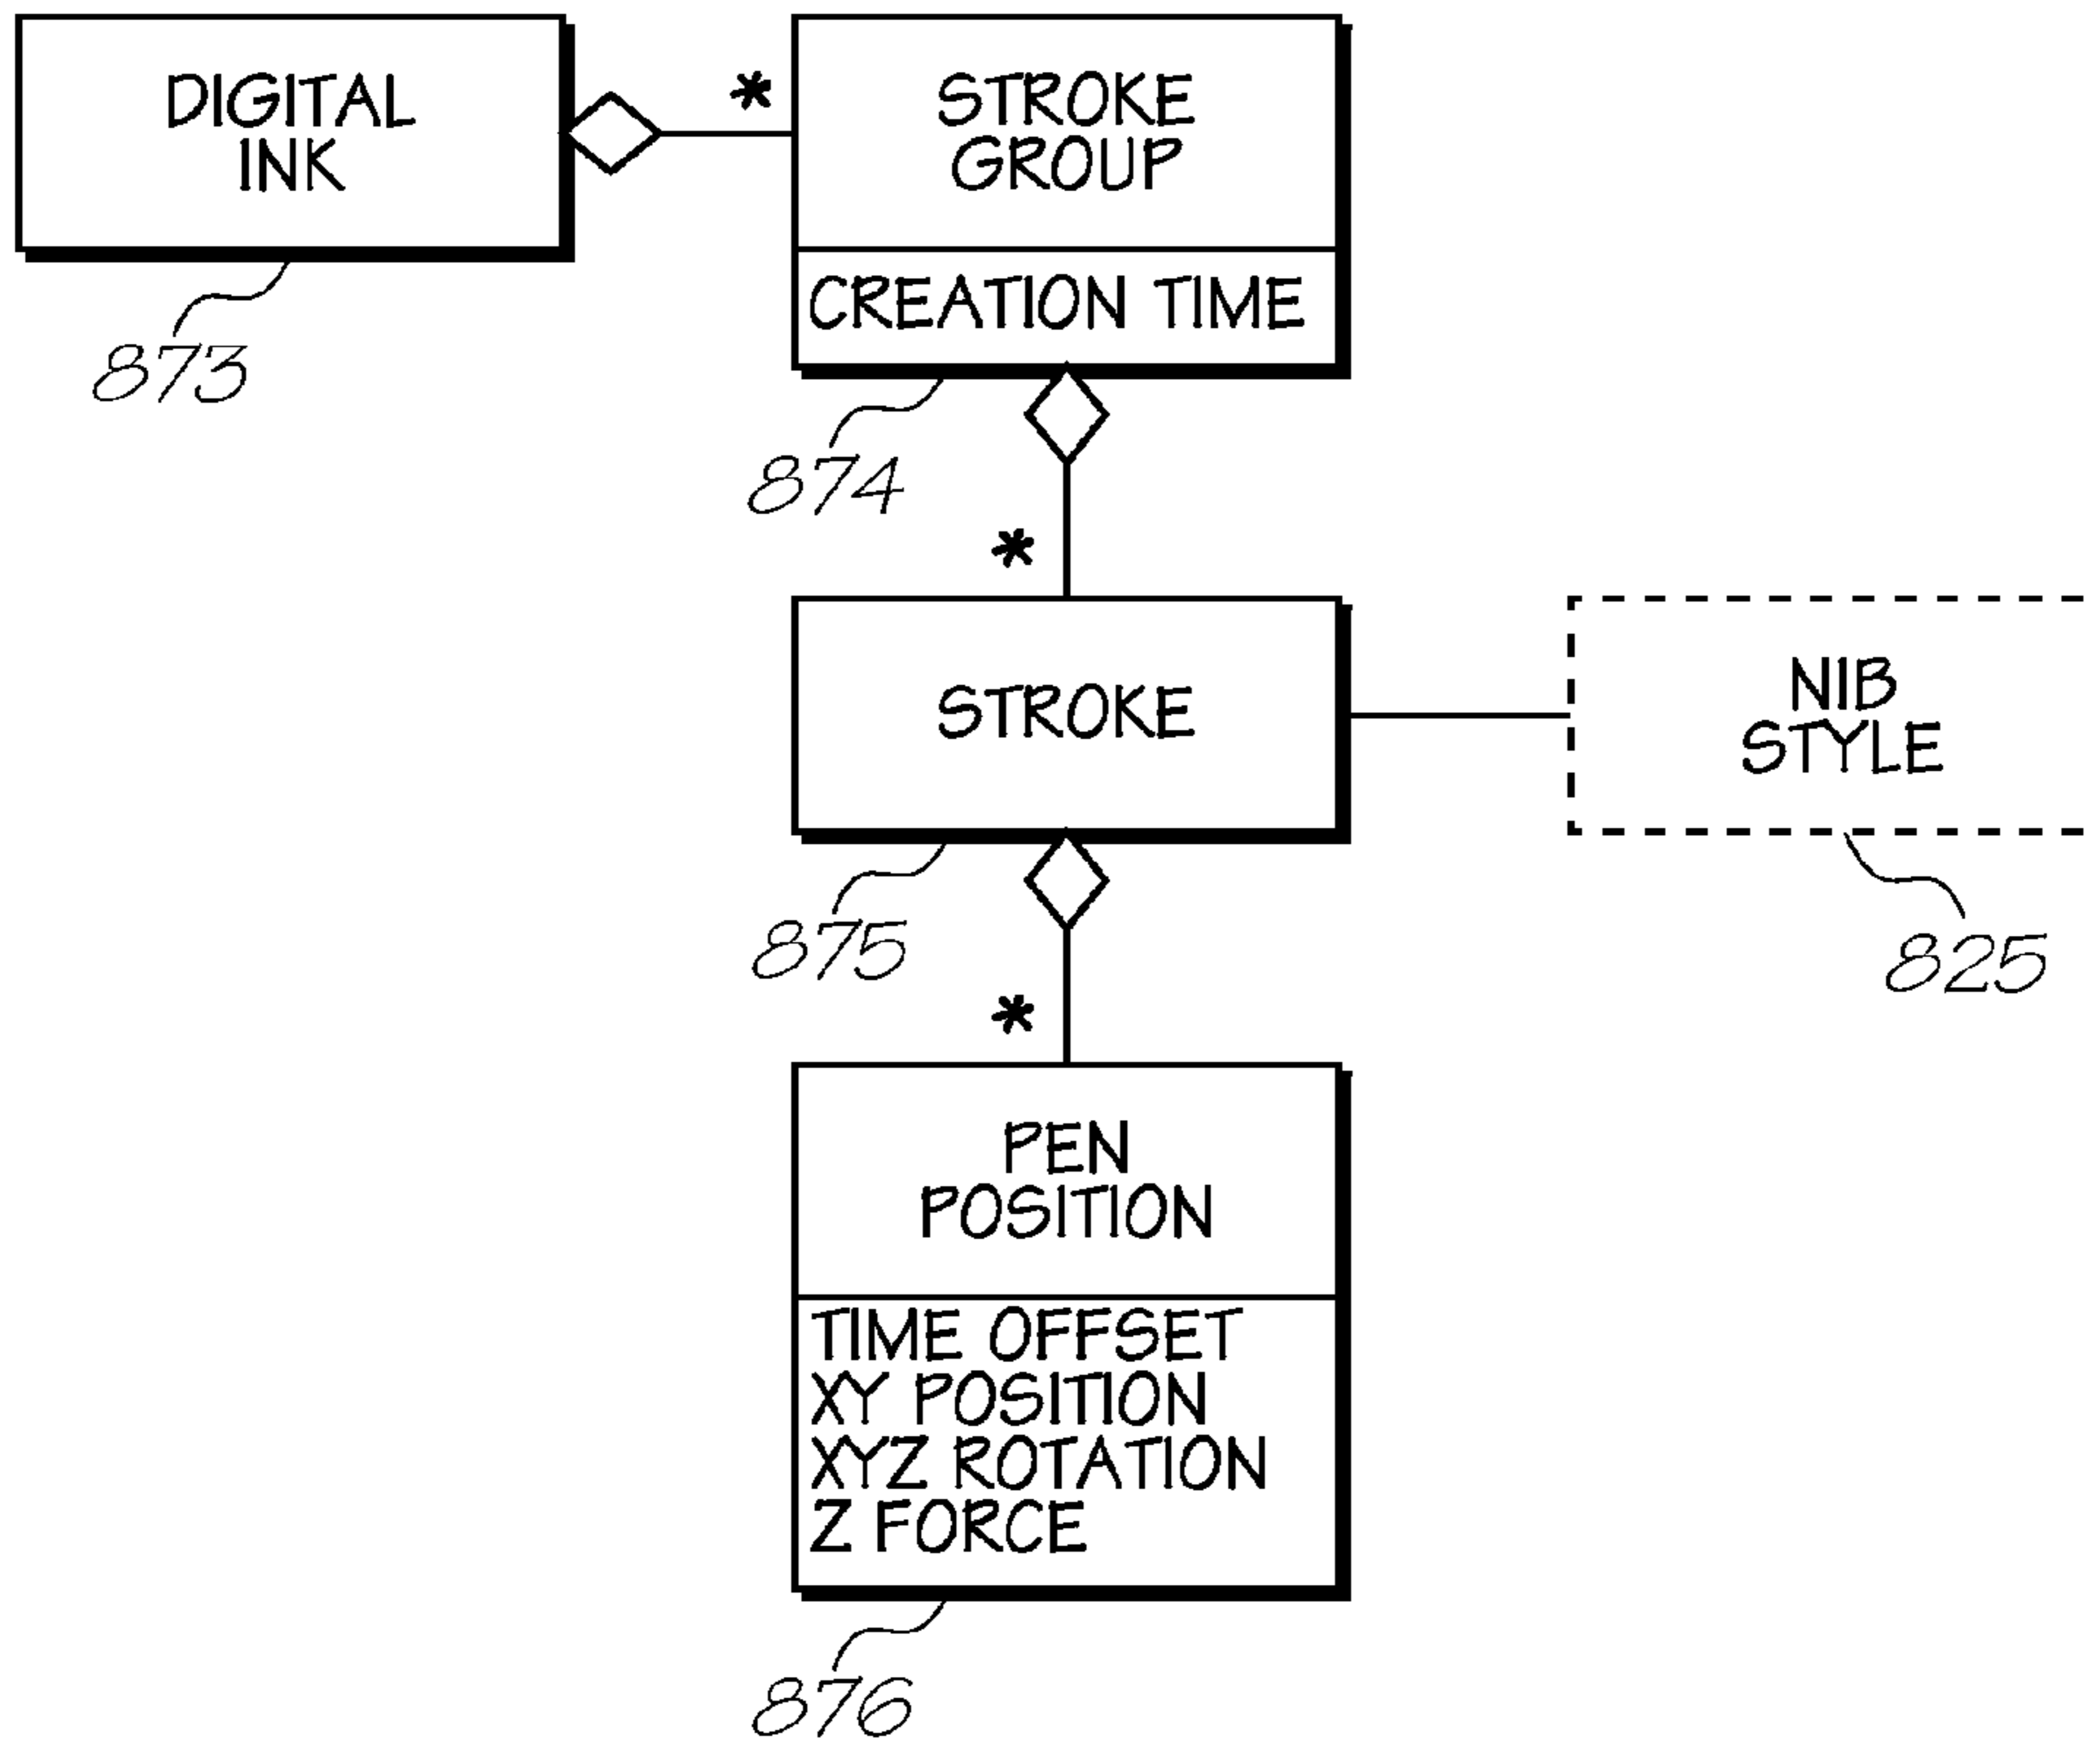 DIGITAL
INK
873
*
STROKE
GROUP
CREATION TIME
874
*
STROKE
875
NIB
STYLE
825
*
PEN
POSITION
TIME OFFSET
XY POSITION
XYZ ROTATION
Z FORCE
876